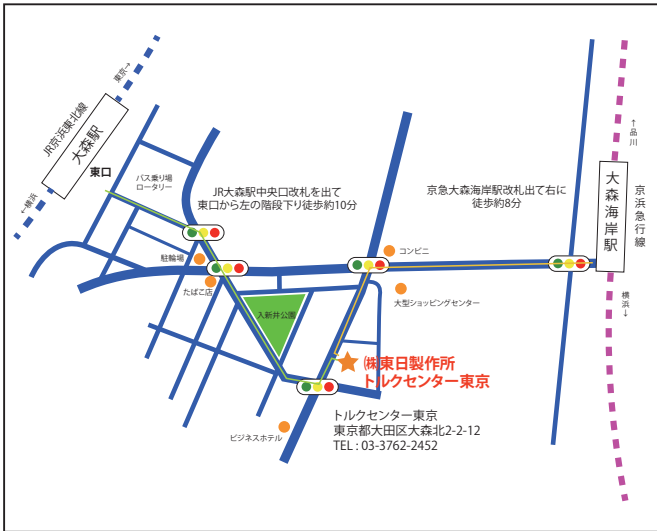 東京→
JR京浜東北線
大森駅
←横浜
東口
バス乗り場
ロータリー
JR大森駅中央口改札を出て
東口から左の階段下り徒歩約10分
京急大森海岸駅改札出て右に
徒歩約8分
←品川
大森海岸駅
京浜急行線
横浜→
駐輪場
たばこ店
コンビニ
大型ショッピングセンター
入新井公園
㈱東日製作所
トルクセンター東京
トルクセンター東京
東京都大田区大森北2-2-12
TEL : 03-3762-2452
ビジネスホテル